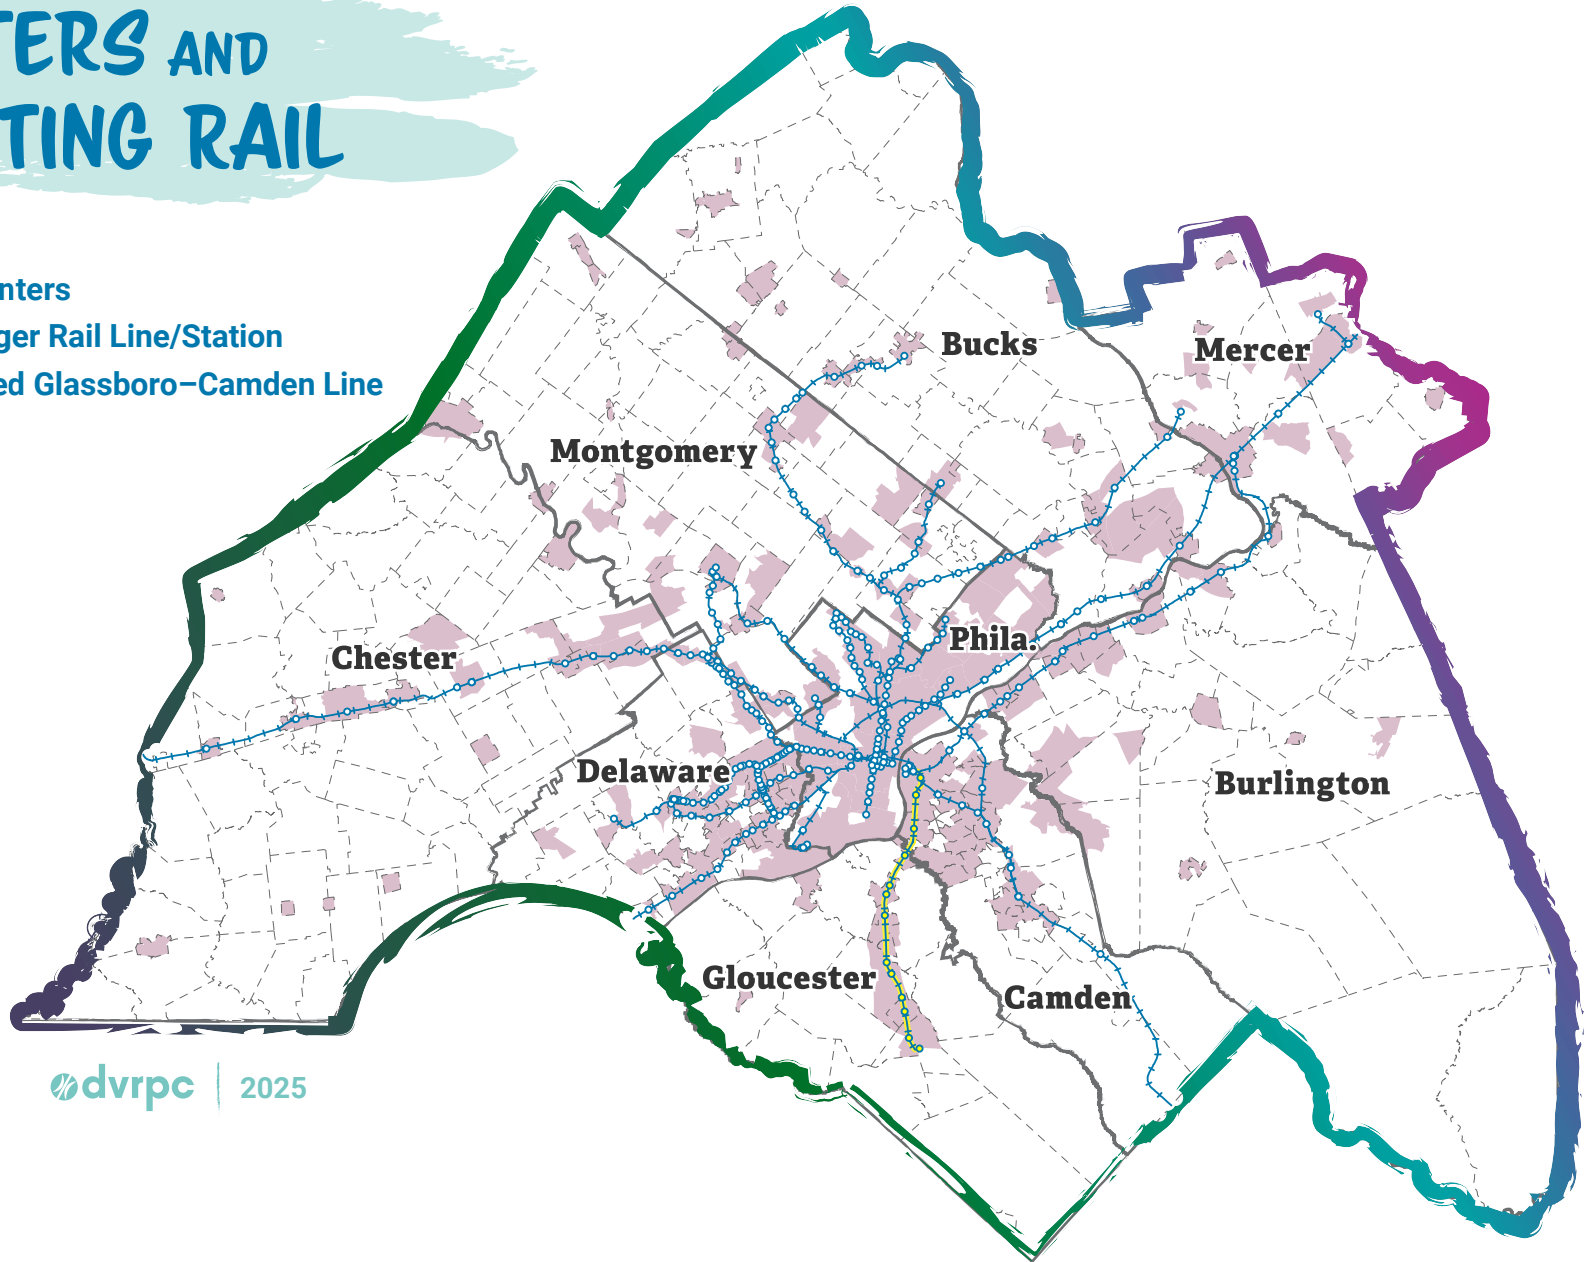 TERS AND
TING RAIL
nters
ger Rail Line/Station
ed Glassboro–Camden Line
Bucks
Mercer
Montgomery
Phila.
Chester
Delaware
Burlington
Gloucester
Camden
dvrpc | 2025